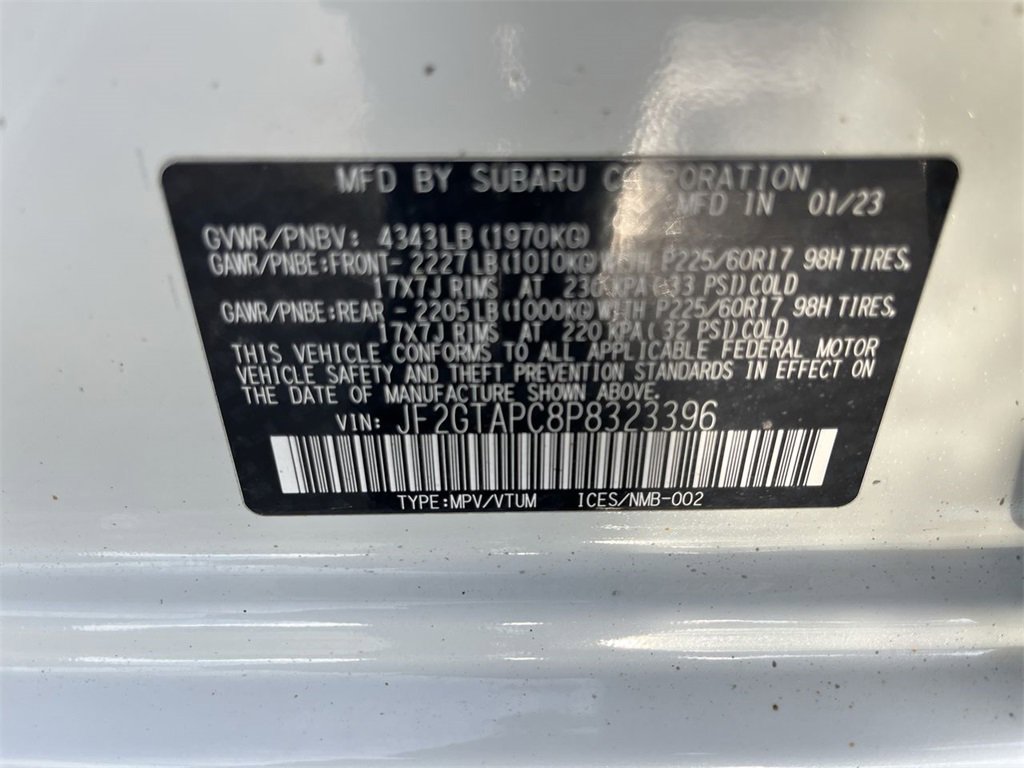 MFD BY SUBARU CORPORATION
MFD IN 01/23
GVWR/PNBV: 4343LB(1970KG)
GAWR/PNBE:FRONT- 2227LB(1010KG)WITH P225/60R17 98H TIRES,
17X7J RIMS AT 230 KPA(33 PSI)COLD
GAWR/PNBE:REAR - 2205LB(1000KG)WITH P225/60R17 98H TIRES,
17X7J RIMS AT 220 KPA(32 PSI)COLD
THIS VEHICLE CONFORMS TO ALL APPLICABLE FEDERAL MOTOR
VEHICLE SAFETY AND THEFT PREVENTION STANDARDS IN EFFECT ON
THE DATE OF MANUFACTURE SHOWN ABOVE.
VIN: JF2GTAPC8P8323396
TYPE:MPV/VTUM ICES/NMB-002